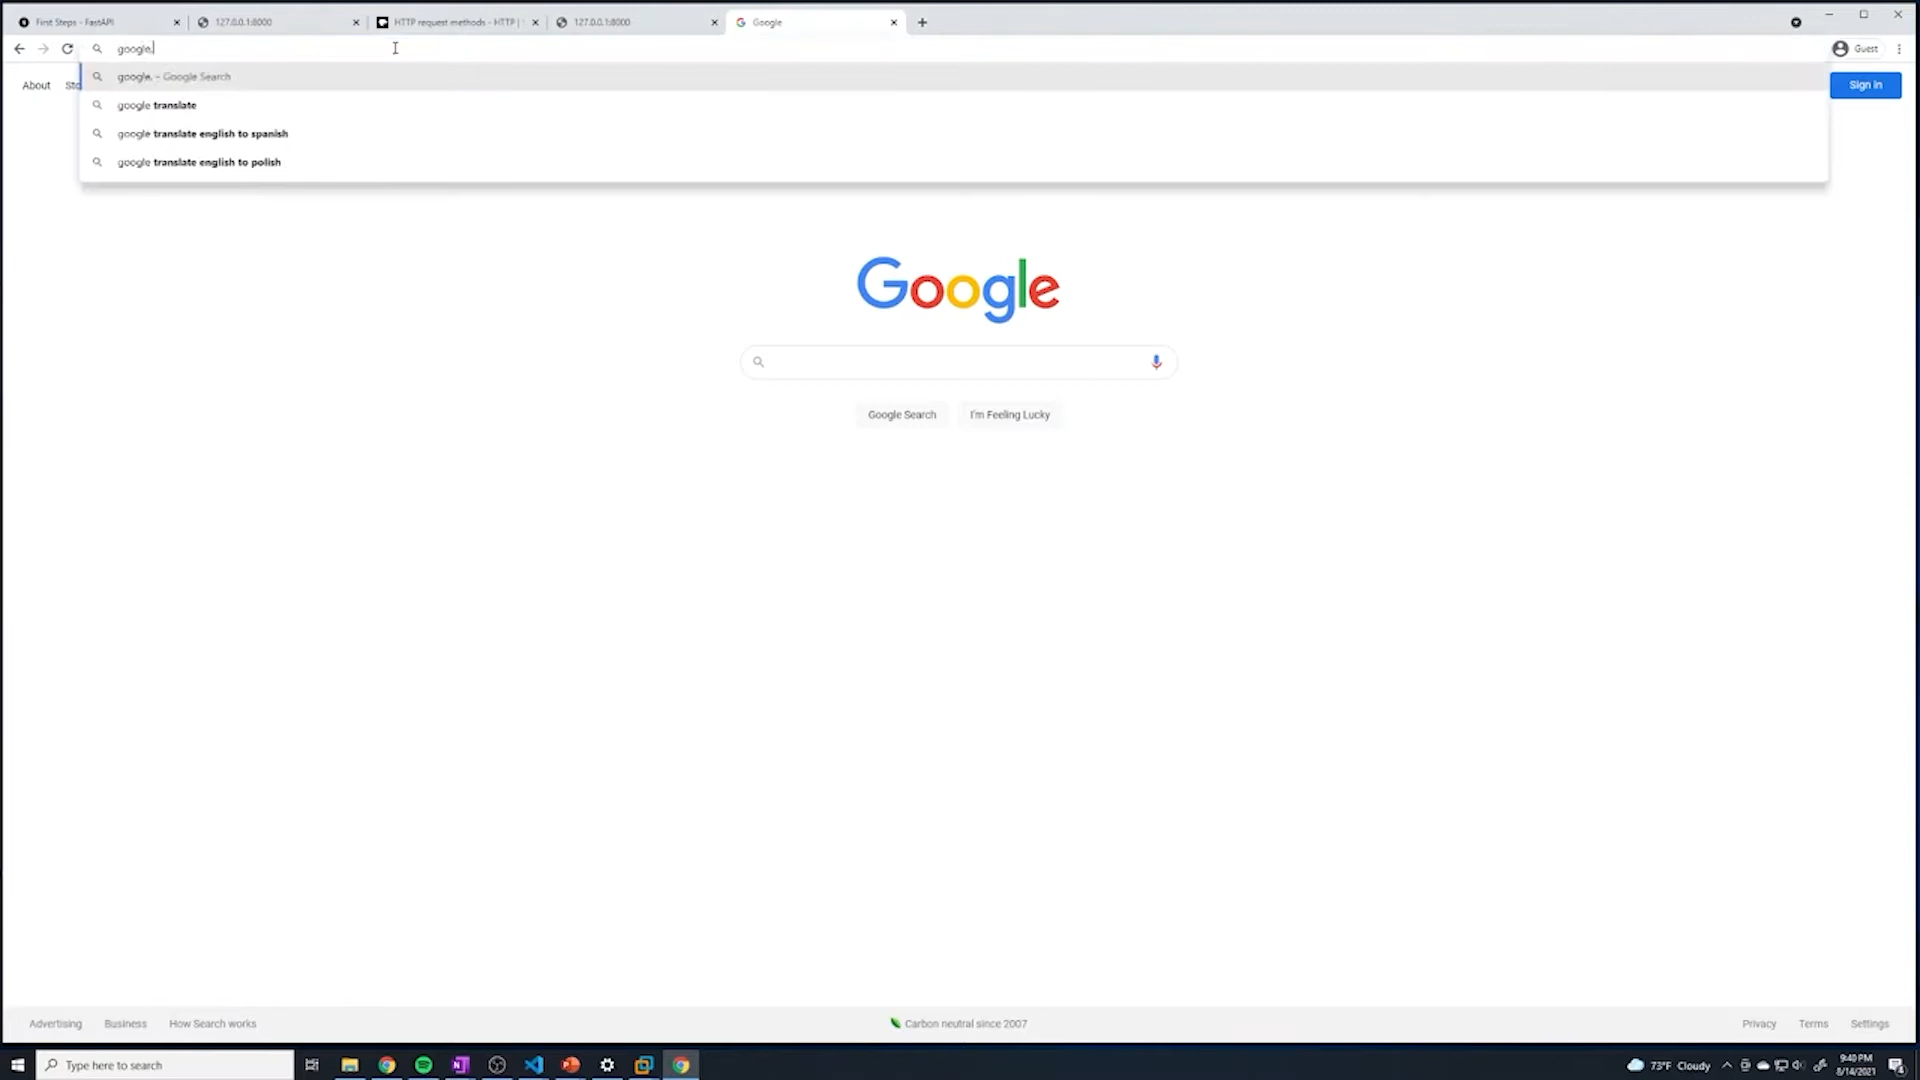 First Steps - FastAPI
127.0.0.1:8000
HTTP request methods - HTTP |
127.0.0.1:8000
Google
google.
Guest
google. - Google Search
About
Sto
google translate
Sign in
google translate english to spanish
google translate english to polish
Google
Google Search
I'm Feeling Lucky
Advertising
Business
How Search works
Carbon neutral since 2007
Privacy
Terms
Settings
Type here to search
73°F Cloudy
9:40 PM
8/14/2021